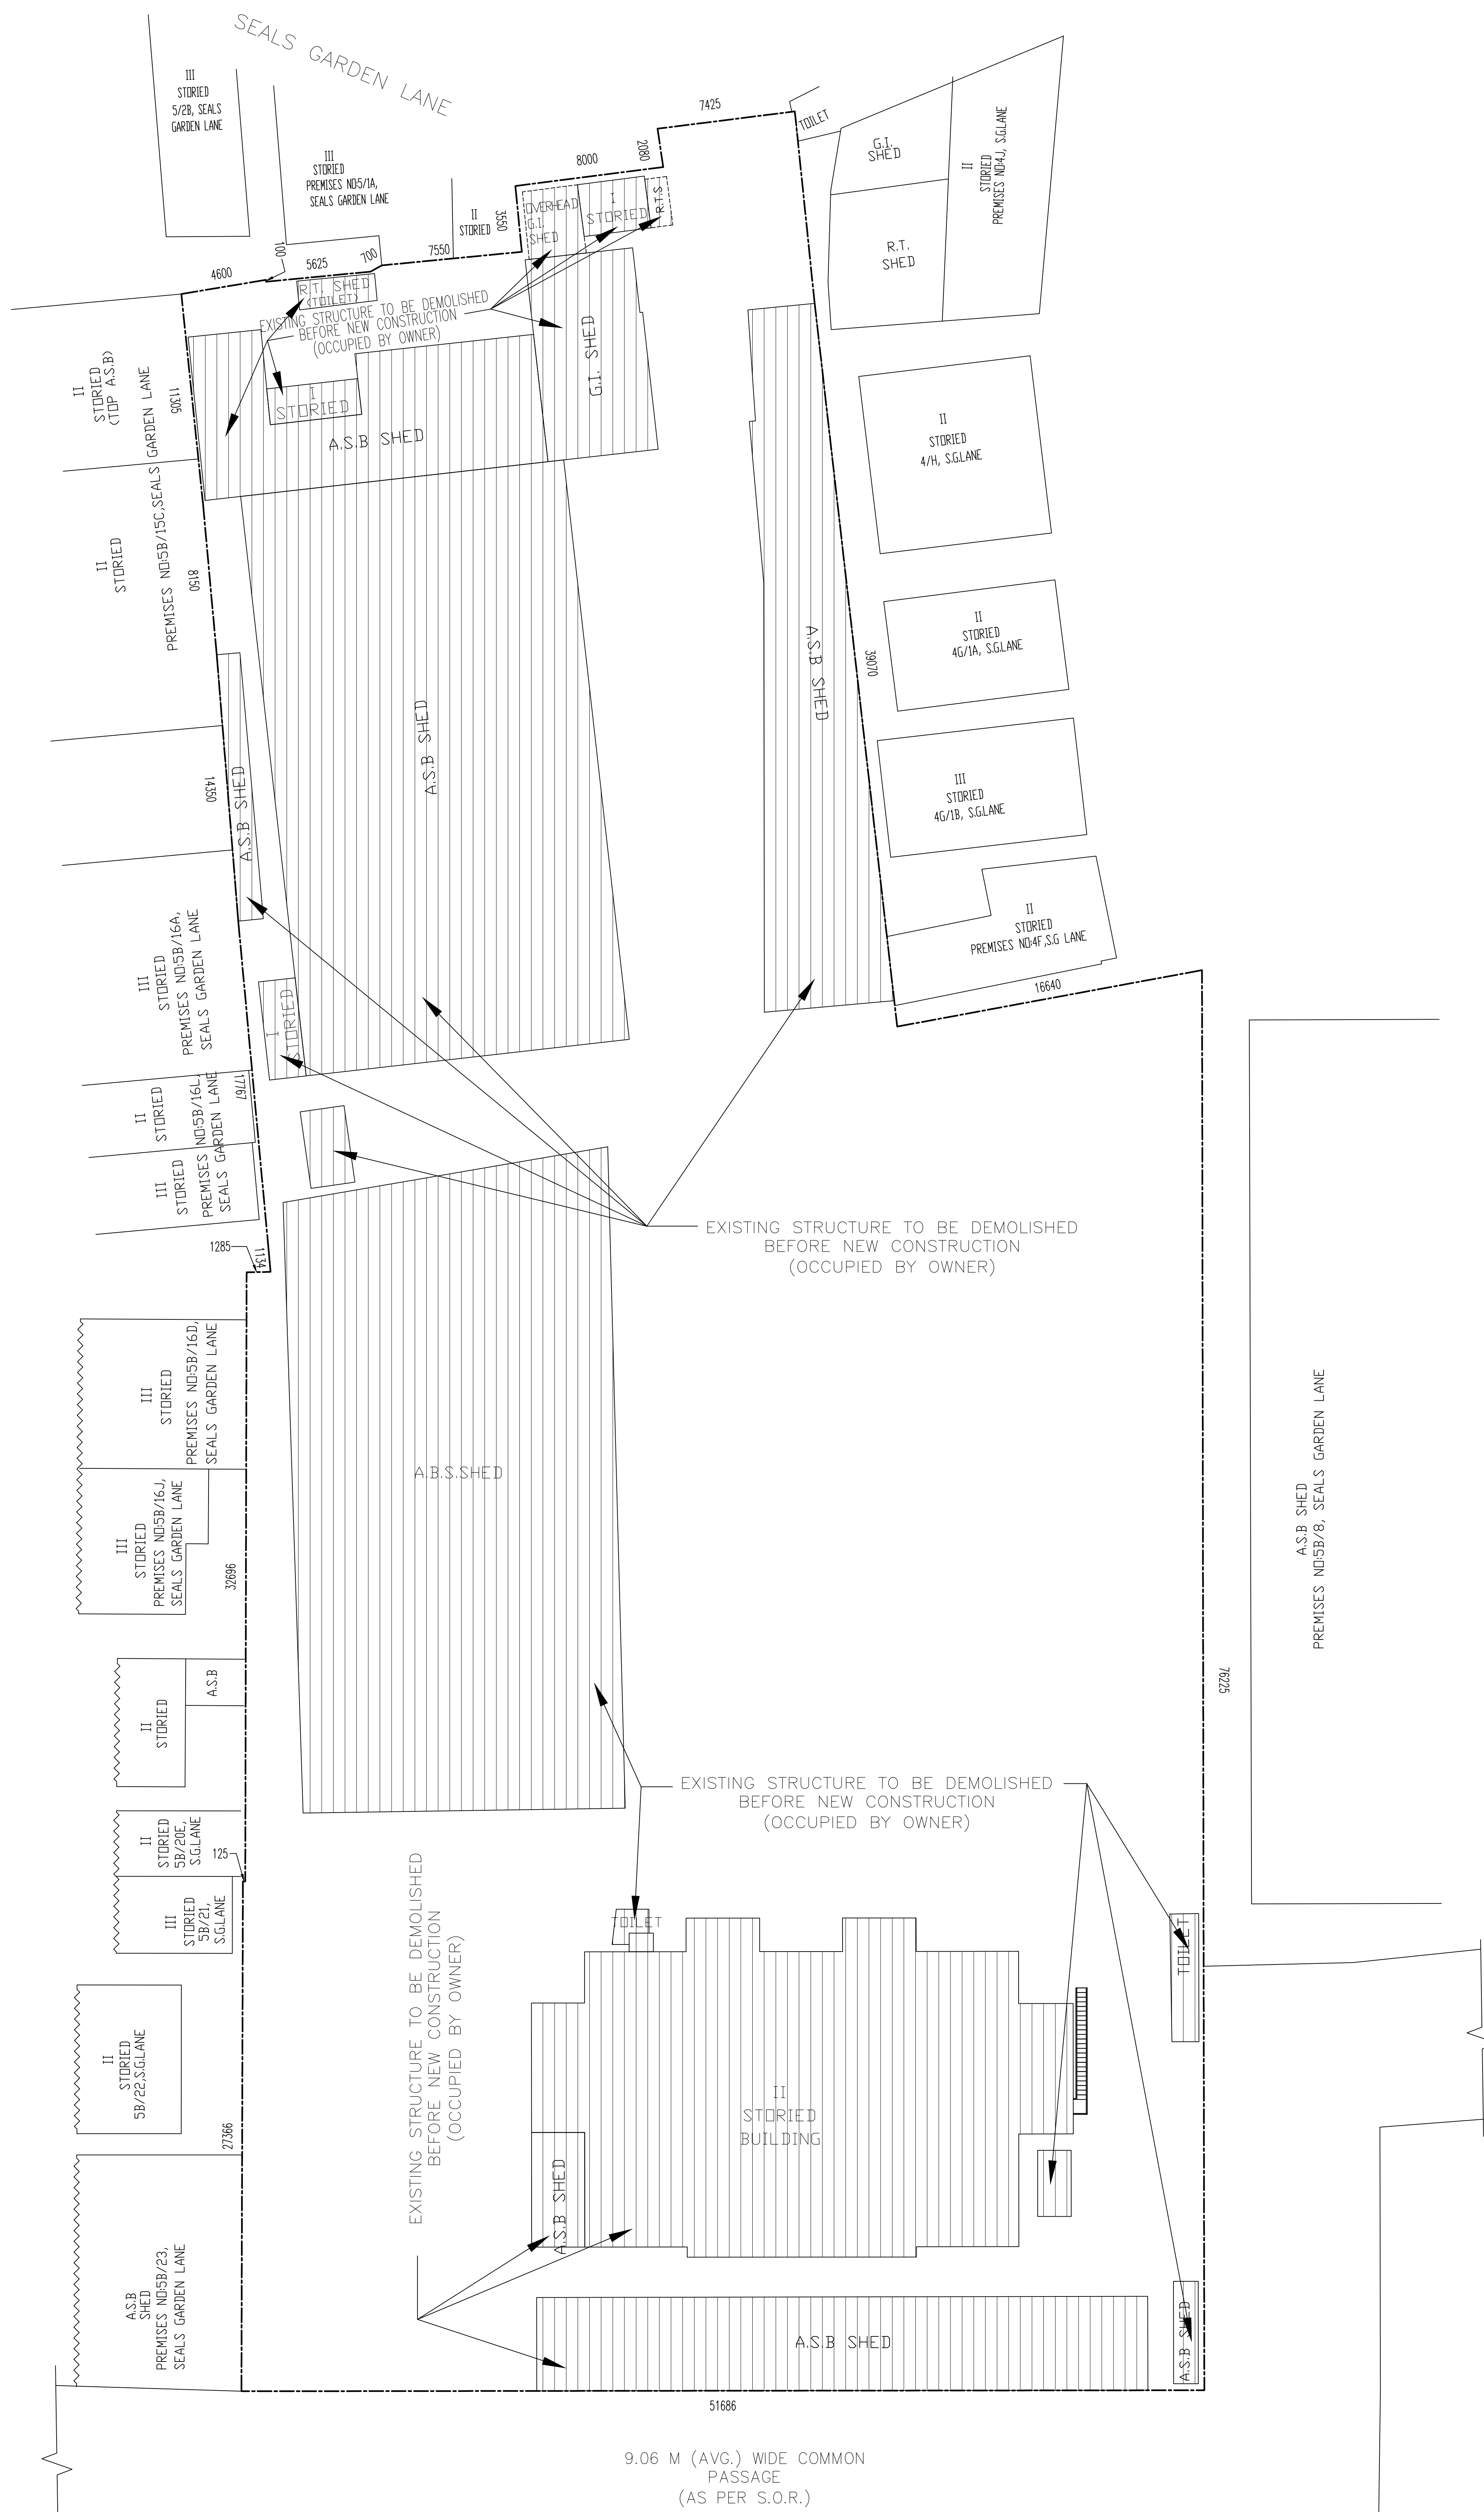 SEALS GARDEN LANE
III
STORIED
5/2B, SEALS
GARDEN LANE
III
STORIED
PREMISES NO:5/1A,
SEALS GARDEN LANE
II
STORIED
7425
2080
8000
3550
7550
700
5625
100
4600
TOILET
G.I.
SHED
II
STORIED
PREMISES NO:4J, S.G.LANE
R.T.
SHED
OVERHEAD
G.I.
SHED
I
STORIED
R.T.S
R.T. SHED
(TOILET)
EXISTING STRUCTURE TO BE DEMOLISHED
BEFORE NEW CONSTRUCTION
(OCCUPIED BY OWNER)
I
STORIED
A.S.B SHED
G.I. SHED
II
STORIED
(TOP A.S.B)
11305
PREMISES NO:5B/15C,SEALS GARDEN LANE
II
STORIED
8150
II
STORIED
4/H, S.G.LANE
II
STORIED
4G/1A, S.G.LANE
39070
A.S.B SHED
A.S.B SHED
14350
A.S.B SHED
III
STORIED
4G/1B, S.G.LANE
II
STORIED
PREMISES NO:4F,S.G LANE
16640
III
STORIED
PREMISES NO:5B/16A,
SEALS GARDEN LANE
I
STORIED
17767
II
STORIED
PREMISES NO:5B/16L,
SEALS GARDEN LANE
III
STORIED
1285
1134
EXISTING STRUCTURE TO BE DEMOLISHED
BEFORE NEW CONSTRUCTION
(OCCUPIED BY OWNER)
III
STORIED
PREMISES NO:5B/16D,
SEALS GARDEN LANE
A.B.S.SHED
III
STORIED
PREMISES NO:5B/16J,
SEALS GARDEN LANE
32696
A.S.B SHED
PREMISES NO:5B/8, SEALS GARDEN LANE
76225
II
STORIED
A.S.B
EXISTING STRUCTURE TO BE DEMOLISHED
BEFORE NEW CONSTRUCTION
(OCCUPIED BY OWNER)
II
STORIED
5B/20E,
S.G.LANE
125
III
STORIED
5B/21,
S.G.LANE
EXISTING STRUCTURE TO BE DEMOLISHED
BEFORE NEW CONSTRUCTION
(OCCUPIED BY OWNER)
TOILET
TOILET
II
STORIED
5B/22,S.G.LANE
II
STORIED
BUILDING
27366
A.S.B SHED
A.S.B
SHED
PREMISES NO:5B/23,
SEALS GARDEN LANE
A.S.B SHED
A.S.B SHED
51686
9.06 M (AVG.) WIDE COMMON
PASSAGE
(AS PER S.O.R.)